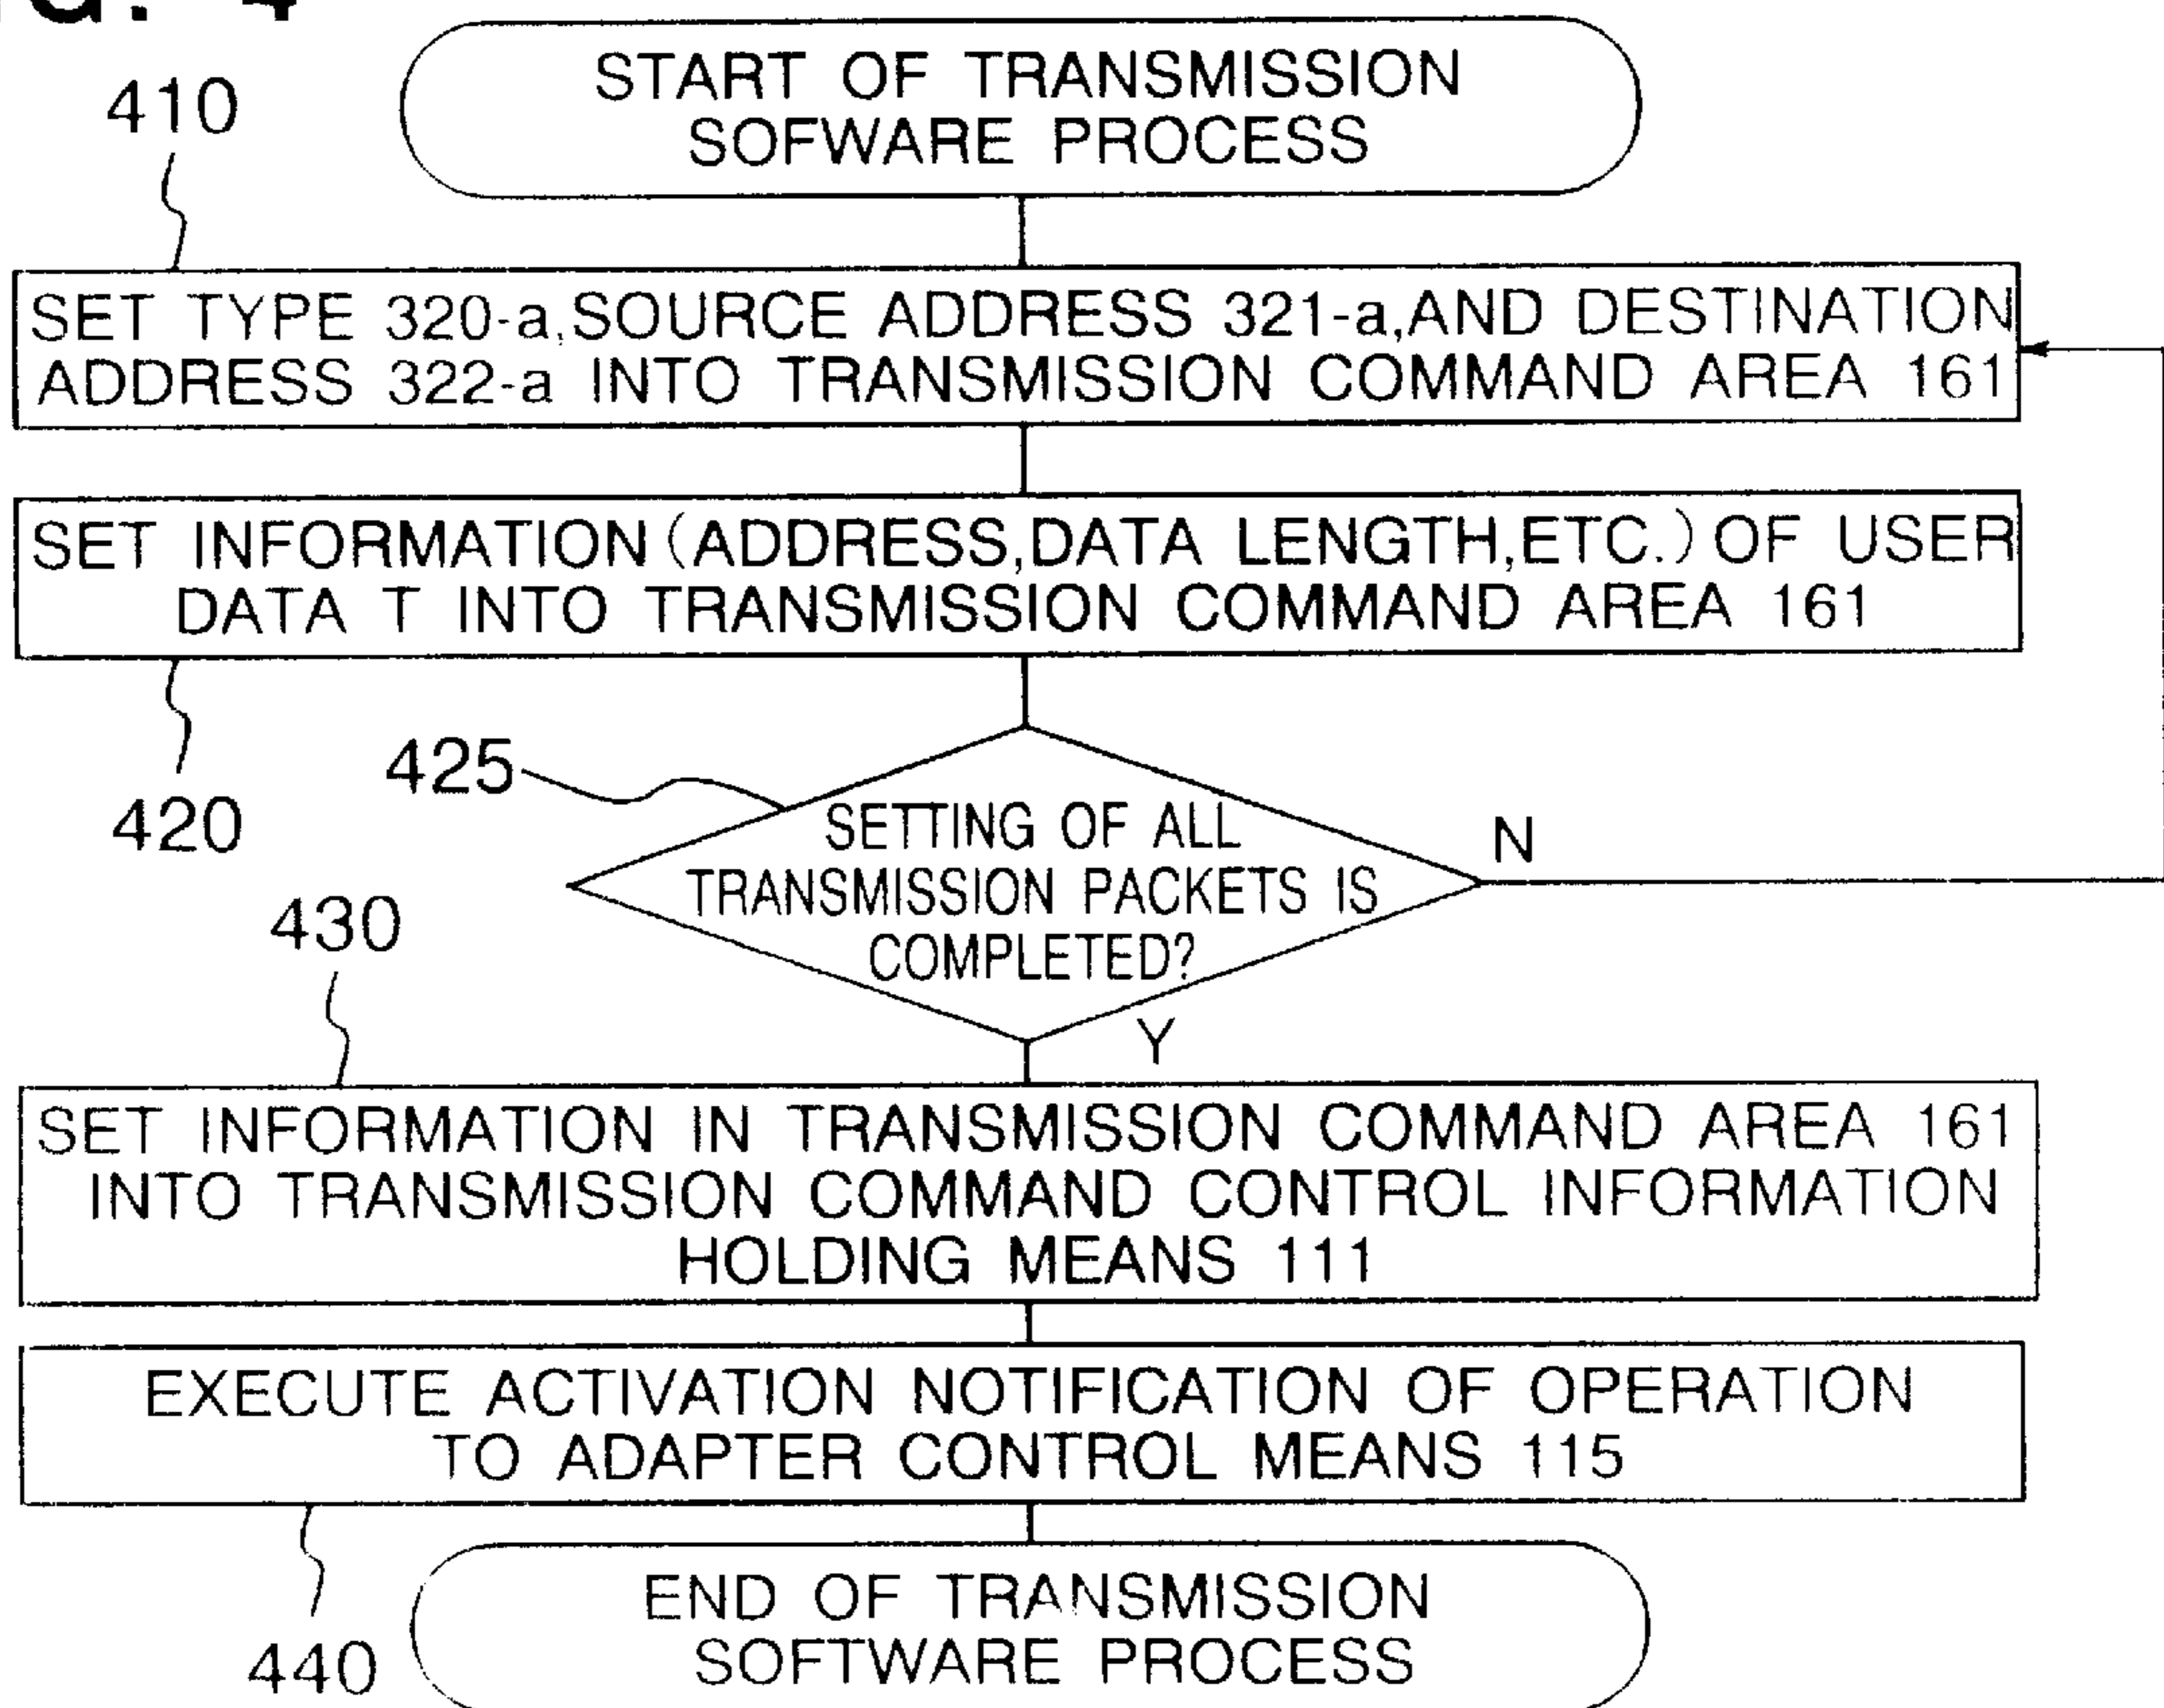 START OF TRANSMISSION
SOFWARE PROCESS
410
SET TYPE 320-a,SOURCE ADDRESS 321-a,AND DESTINATION
ADDRESS 322-a INTO TRANSMISSION COMMAND AREA 161
SET INFORMATION (ADDRESS,DATA LENGTH,ETC.) OF USER
DATA T INTO TRANSMISSION COMMAND AREA 161
420
425
SETTING OF ALL
TRANSMISSION PACKETS IS
COMPLETED?
N
Y
430
SET INFORMATION IN TRANSMISSION COMMAND AREA 161
INTO TRANSMISSION COMMAND CONTROL INFORMATION
HOLDING MEANS 111
EXECUTE ACTIVATION NOTIFICATION OF OPERATION
TO ADAPTER CONTROL MEANS 115
440
END OF TRANSMISSION
SOFTWARE PROCESS